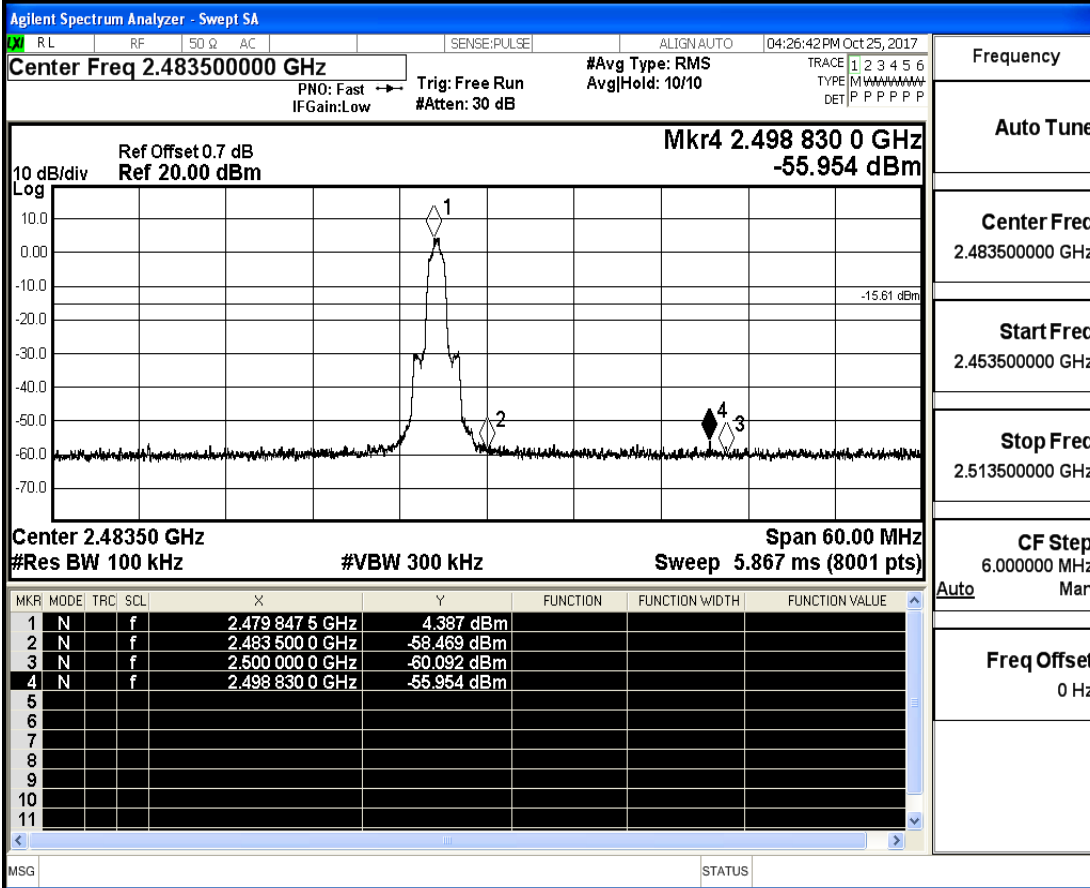 Agilent Spectrum Analyzer - Swept SA
LXI RL RF 50 Ω AC SENSE:PULSE ALIGN AUTO 04:26:42 PM Oct 25, 2017
Center Freq 2.483500000 GHz
PNO: Fast
IFGain:Low
Trig: Free Run
#Atten: 30 dB
#Avg Type: RMS
Avg|Hold: 10/10
TRACE 1 2 3 4 5 6
TYPE M WWWWW
DET P P P P P P
Mkr4 2.498 830 0 GHz
-55.954 dBm
Ref Offset 0.7 dB
10 dB/div Ref 20.00 dBm
Log
10.0
0.00
-10.0
-20.0
-30.0
-40.0
-50.0
-60.0
-70.0
1
-15.61 dBm
2
4
3
Center 2.48350 GHz Span 60.00 MHz
#Res BW 100 kHz #VBW 300 kHz Sweep 5.867 ms (8001 pts)
MKR MODE TRC SCL X Y FUNCTION FUNCTION WIDTH FUNCTION VALUE
1 N f 2.479 847 5 GHz 4.387 dBm
2 N f 2.483 500 0 GHz -58.469 dBm
3 N f 2.500 000 0 GHz -60.092 dBm
4 N f 2.498 830 0 GHz -55.954 dBm
5
6
7
8
9
10
11
MSG STATUS
Frequency
Auto Tune
Center Freq
2.483500000 GHz
Start Freq
2.453500000 GHz
Stop Freq
2.513500000 GHz
CF Step
6.000000 MHz
Auto Man
Freq Offset
0 Hz